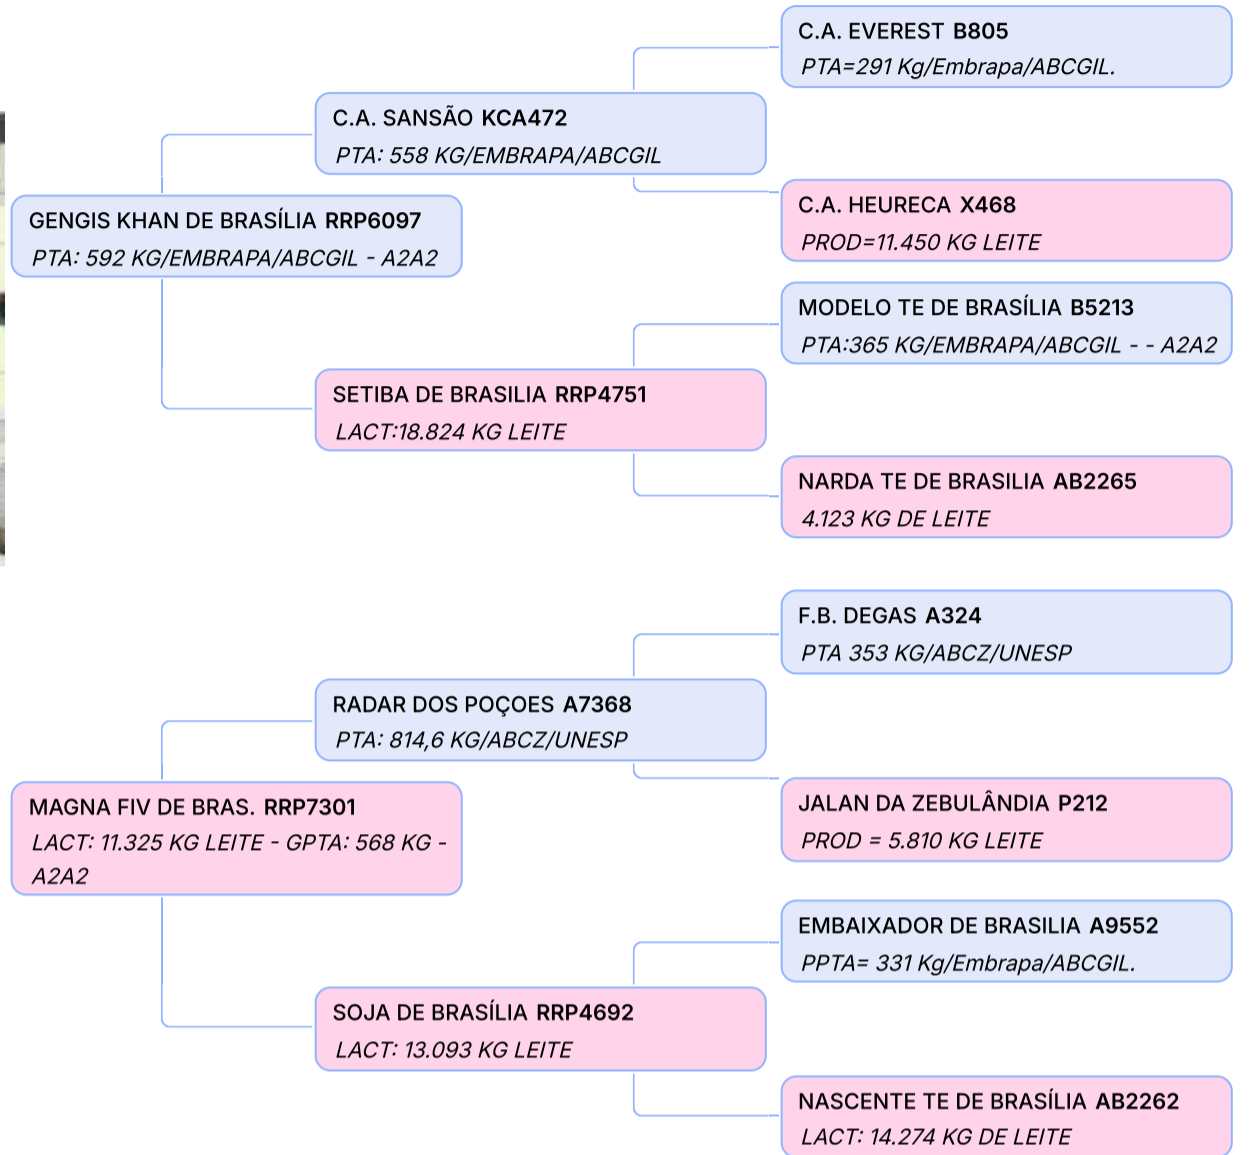 C.A. EVEREST B805
PTA=291 Kg/Embrapa/ABCGIL.
C.A. SANSÃO KCA472
PTA: 558 KG/EMBRAPA/ABCGIL
C.A. HEURECA X468
PROD=11.450 KG LEITE
GENGIS KHAN DE BRASÍLIA RRP6097
PTA: 592 KG/EMBRAPA/ABCGIL - A2A2
MODELO TE DE BRASÍLIA B5213
PTA:365 KG/EMBRAPA/ABCGIL - - A2A2
SETIBA DE BRASILIA RRP4751
LACT:18.824 KG LEITE
NARDA TE DE BRASILIA AB2265
4.123 KG DE LEITE
F.B. DEGAS A324
PTA 353 KG/ABCZ/UNESP
RADAR DOS POÇOES A7368
PTA: 814,6 KG/ABCZ/UNESP
JALAN DA ZEBULÂNDIA P212
PROD = 5.810 KG LEITE
MAGNA FIV DE BRAS. RRP7301
LACT: 11.325 KG LEITE - GPTA: 568 KG -
A2A2
EMBAIXADOR DE BRASILIA A9552
PPTA= 331 Kg/Embrapa/ABCGIL.
SOJA DE BRASÍLIA RRP4692
LACT: 13.093 KG LEITE
NASCENTE TE DE BRASÍLIA AB2262
LACT: 14.274 KG DE LEITE